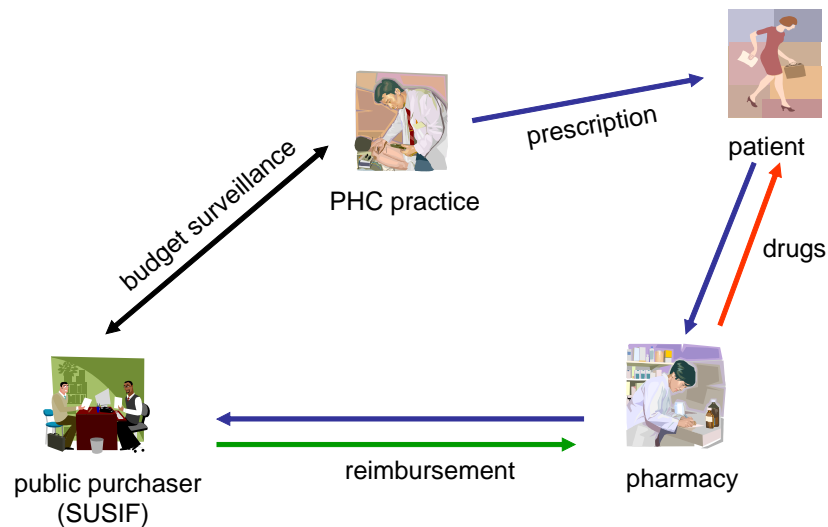 prescription
patient
PHC practice
budget surveillance
drugs
reimbursement
pharmacy
public purchaser
(SUSIF)